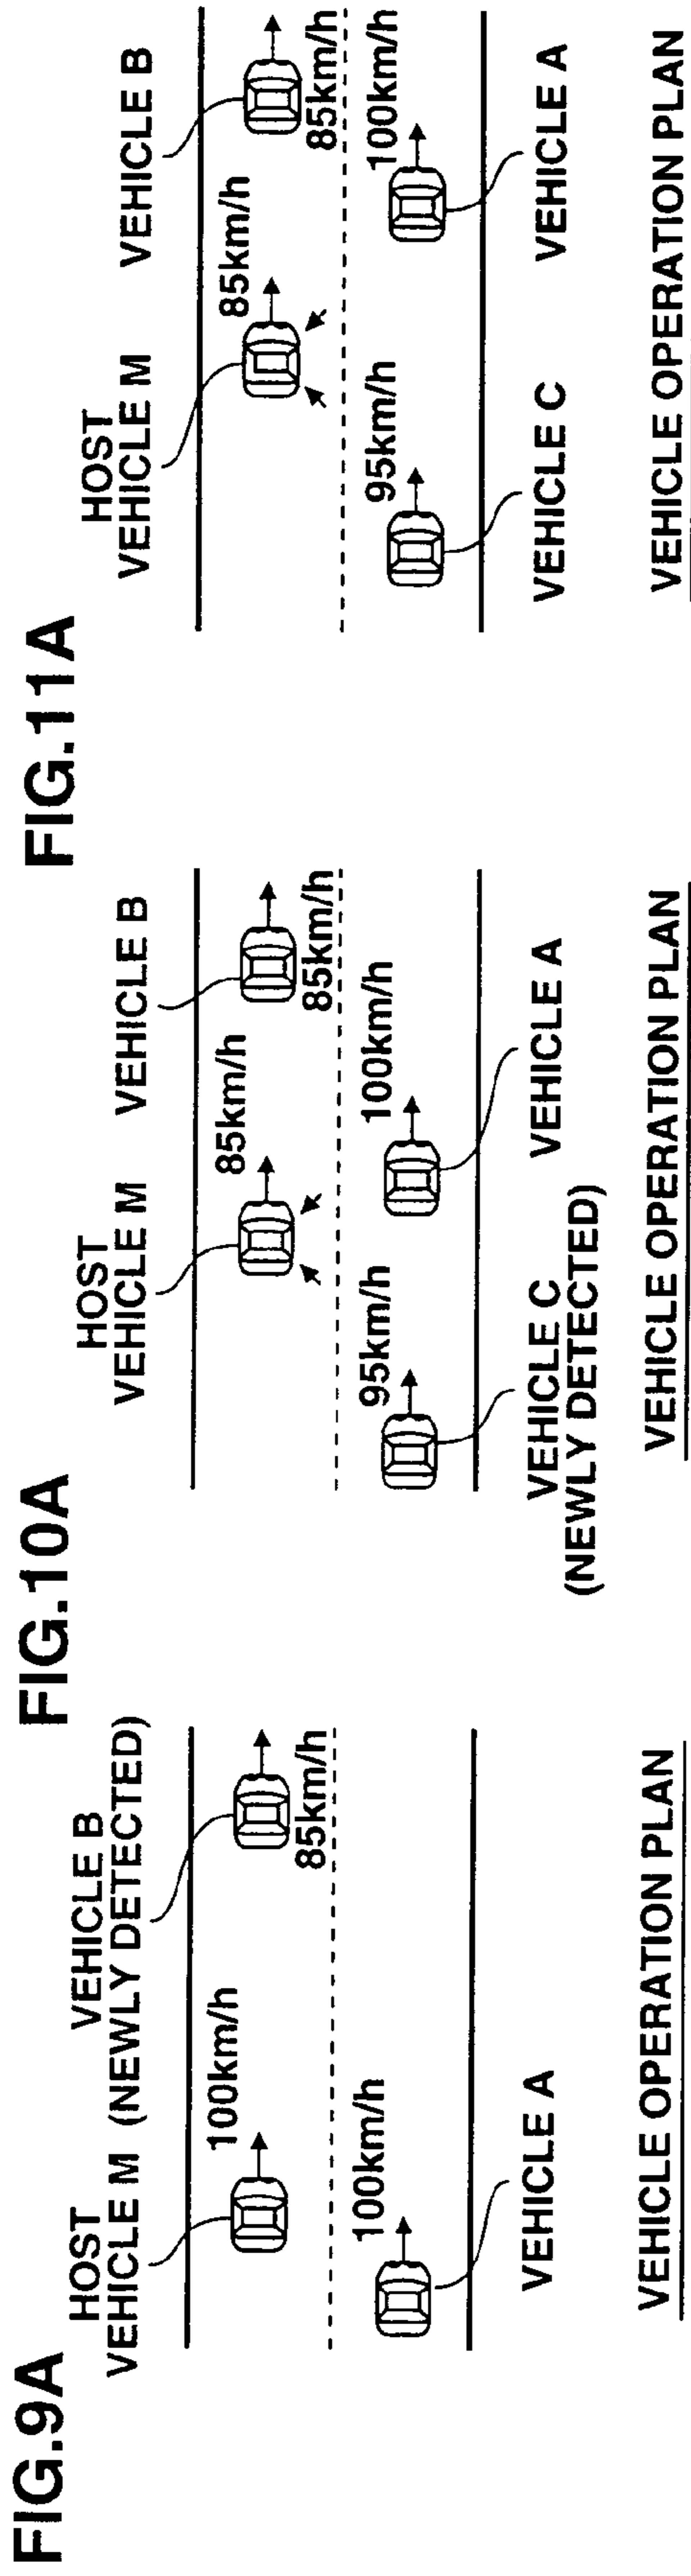 FIG.9A
HOST
VEHICLE M
VEHICLE B
(NEWLY DETECTED)
100km/h
85km/h
100km/h
VEHICLE A
VEHICLE OPERATION PLAN
FIG.10A
HOST
VEHICLE M
VEHICLE B
85km/h
85km/h
95km/h
100km/h
VEHICLE C
(NEWLY DETECTED)
VEHICLE A
VEHICLE OPERATION PLAN
FIG.11A
HOST
VEHICLE M
VEHICLE B
85km/h
85km/h
95km/h
100km/h
VEHICLE C
VEHICLE A
VEHICLE OPERATION PLAN